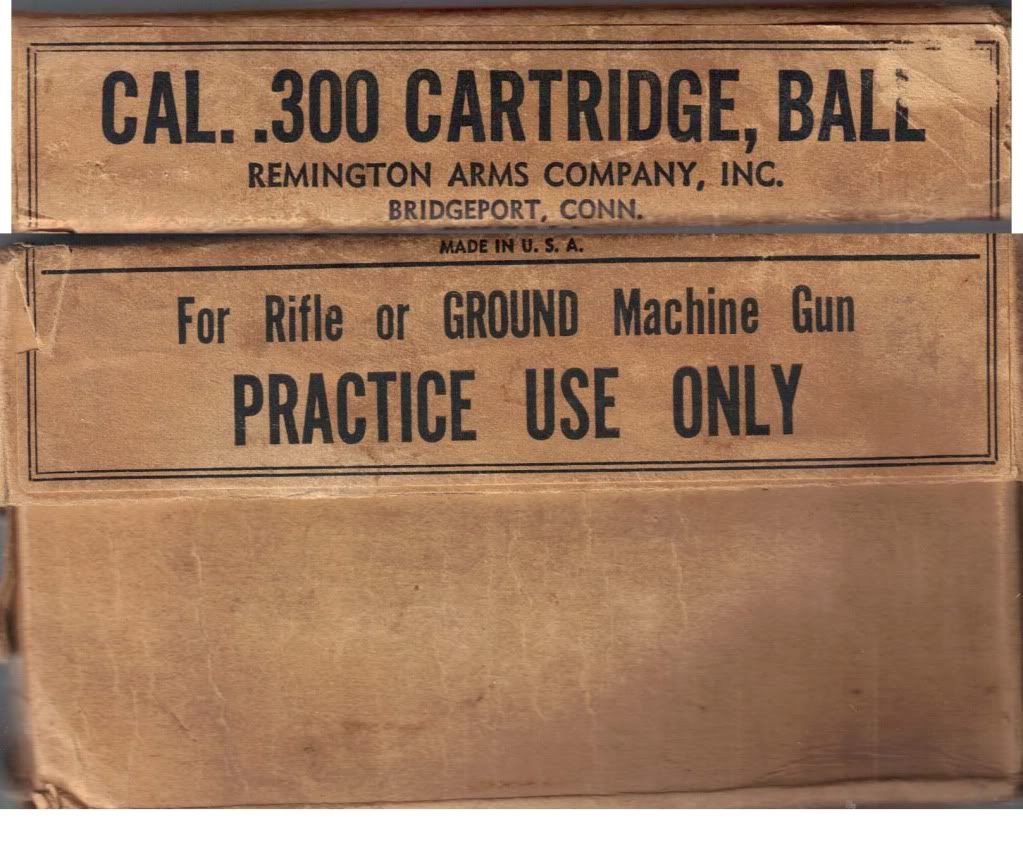 CAL. .300 CARTRIDGE, BALL
REMINGTON ARMS COMPANY, INC.
BRIDGEPORT, CONN.
MADE IN U. S. A.
For Rifle or GROUND Machine Gun
PRACTICE USE ONLY